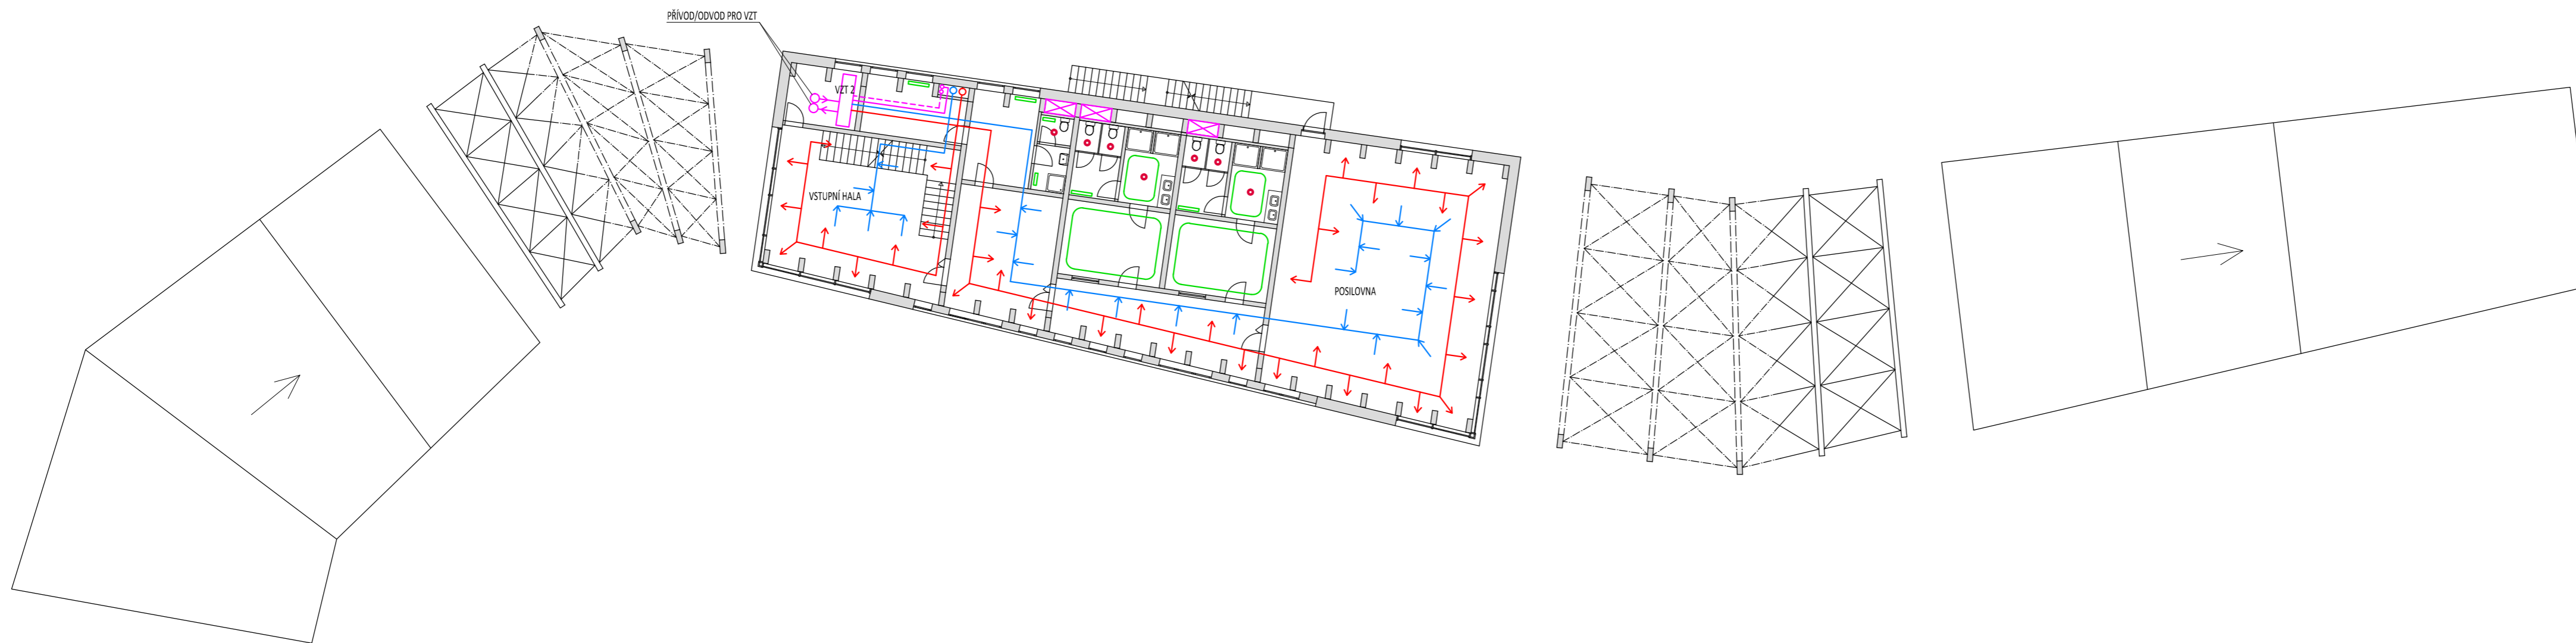 PŘÍVOD/ODVOD PRO VZT
VZT 2
VSTUPNÍ HALA
POSILOVNA